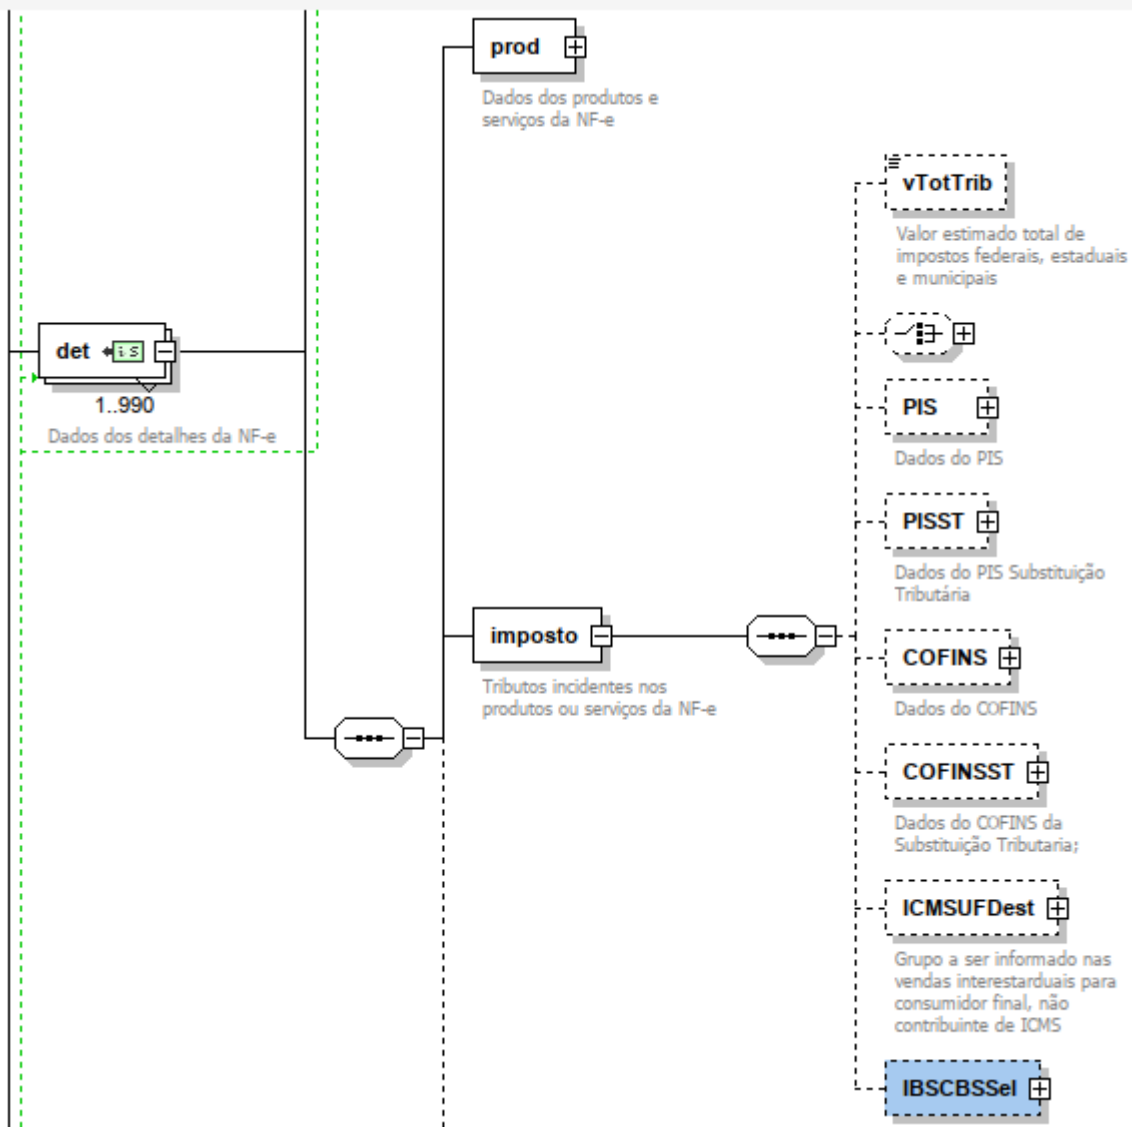 prod
Dados dos produtos e
serviços da NF-e
vTotTrib
Valor estimado total de
impostos federais, estaduais
e municipais
det
is
1..990
Dados dos detalhes da NF-e
PIS
Dados do PIS
PISST
Dados do PIS Substituição
Tributária
imposto
Tributos incidentes nos
produtos ou serviços da NF-e
COFINS
Dados do COFINS
COFINSST
Dados do COFINS da
Substituição Tributaria;
ICMSUFDest
Grupo a ser informado nas
vendas interestarduais para
consumidor final, não
contribuinte de ICMS
IBSCBSSel